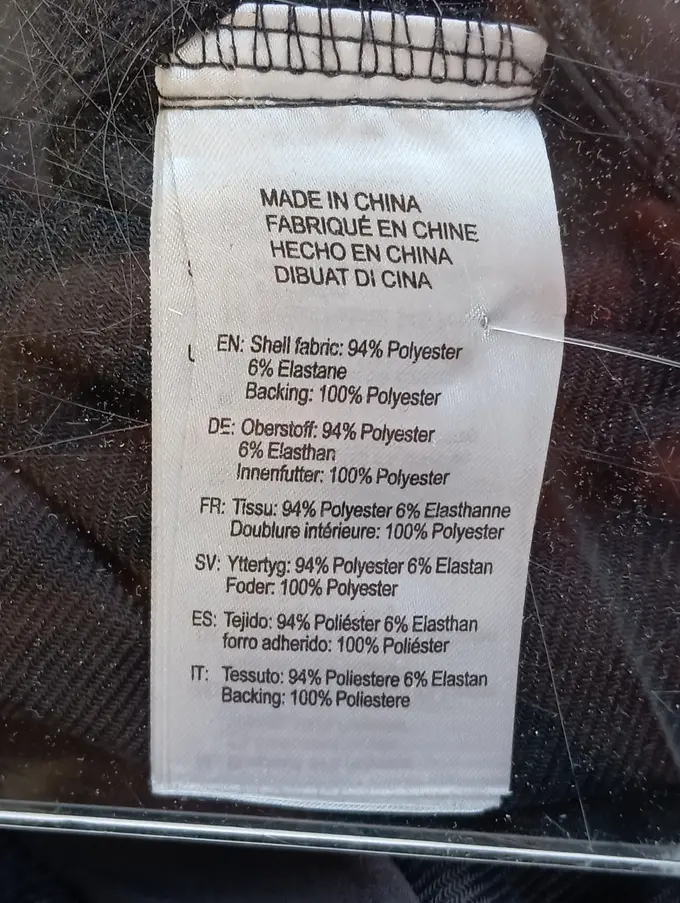 MADE IN CHINA
FABRIQUÉ EN CHINE
HECHO EN CHINA
DIBUAT DI CINA
EN: Shell fabric: 94% Polyester
6% Elastane
Backing: 100% Polyester
DE: Oberstoff: 94% Polyester
6% Elasthan
Innenfutter: 100% Polyester
FR: Tissu: 94% Polyester 6% Elasthanne
Doublure intérieure: 100% Polyester
SV: Yttertyg: 94% Polyester 6% Elastan
Foder: 100% Polyester
ES: Tejido: 94% Poliéster 6% Elasthan
forro adherido: 100% Poliéster
IT: Tessuto: 94% Poliestere 6% Elastan
Backing: 100% Poliestere